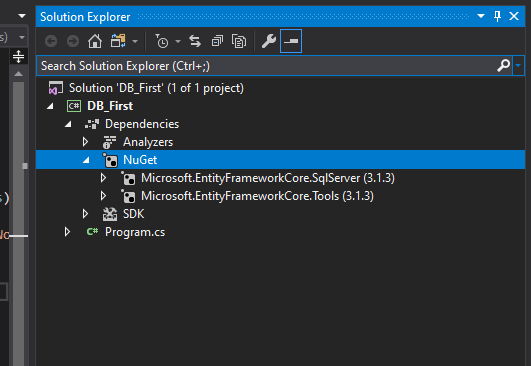 Solution Explorer
Search Solution Explorer (Ctrl+;)
Solution 'DB_First' (1 of 1 project)
C# DB_First
Dependencies
Analyzers
NuGet
Microsoft.EntityFrameworkCore.SqlServer (3.1.3)
Microsoft.EntityFrameworkCore.Tools (3.1.3)
SDK
C# Program.cs